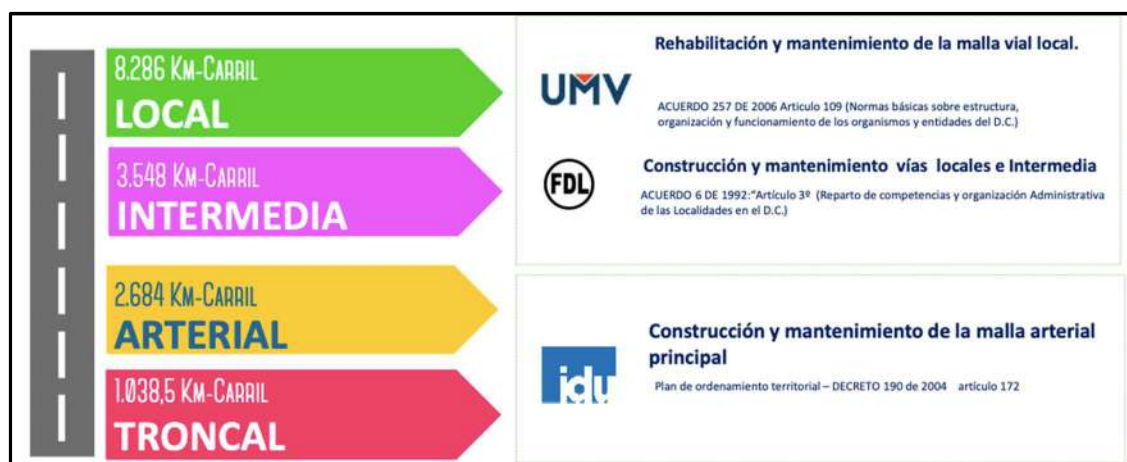 8.286 Km-Carril
LOCAL
3.548 Km-Carril
INTERMEDIA
2.684 Km-Carril
ARTERIAL
1.038,5 Km-Carril
TRONCAL
Rehabilitación y mantenimiento de la malla vial local.
UMV
ACUERDO 257 DE 2006 Articulo 109 (Normas básicas sobre estructura,
organización y funcionamiento de los organismos y entidades del D.C.)
FDL
Construcción y mantenimiento vías locales e Intermedia
ACUERDO 6 DE 1992:"Artículo 3º (Reparto de competencias y organización Administrativa
de las Localidades en el D.C.)
Construcción y mantenimiento de la malla arterial
principal
idu
Plan de ordenamiento territorial – DECRETO 190 de 2004 artículo 172